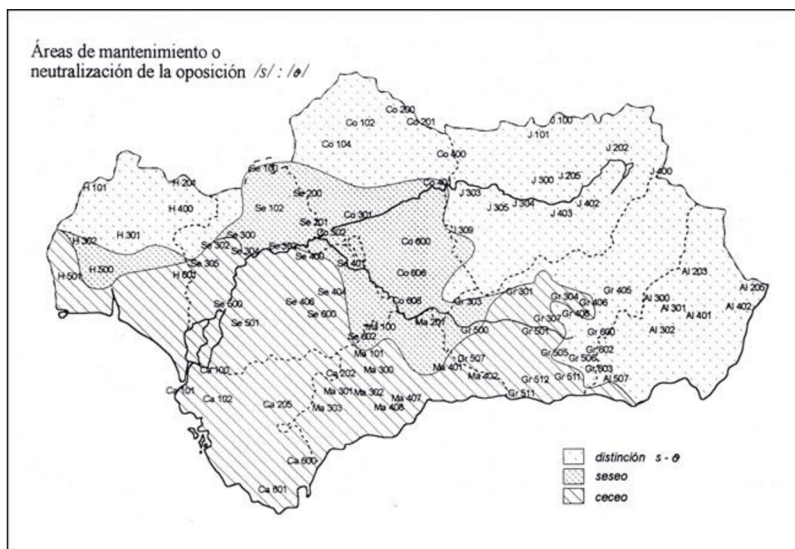 Áreas de mantenimiento o
neutralización de la oposición /s/ : /θ/
Co 200
Co 102
Co 201
J 100
J 101
Co 104
J 202
Co 400
J 400
H 101
H 201
Se 200
J 300
J 205
J 303
H 400
Se 102
Co 301
J 305
J 304
J 402
J 403
Se 201
Co 302
J 309
H 302
H 301
Se 300
Se 302
Se 304
Co 600
Se 400
Se 401
H 501
H 500
Se 305
Co 606
Al 203
Se 404
Gr 301
Gr 304
Gr 405
Al 205
Se 500
Se 406
Co 608
Gr 303
Gr 406
Al 300
Al 301
Al 402
Se 501
Se 600
Ma 100
Ma 201
Gr 307
Al 401
Gr 500
Gr 501
Al 302
Se 602
Gr 602
Ma 101
Gr 507
Gr 505
Gr 506
Ca 100
Ca 202
Ma 300
Ma 401
Ma 402
Gr 603
Ca 101
Gr 512
Gr 511
Al 507
Ca 102
Ma 301
Ma 302
Ma 407
Gr 511
Ca 205
Ma 303
Ma 406
Ca 600
Ca 601
distinción s - θ
seseo
ceceo